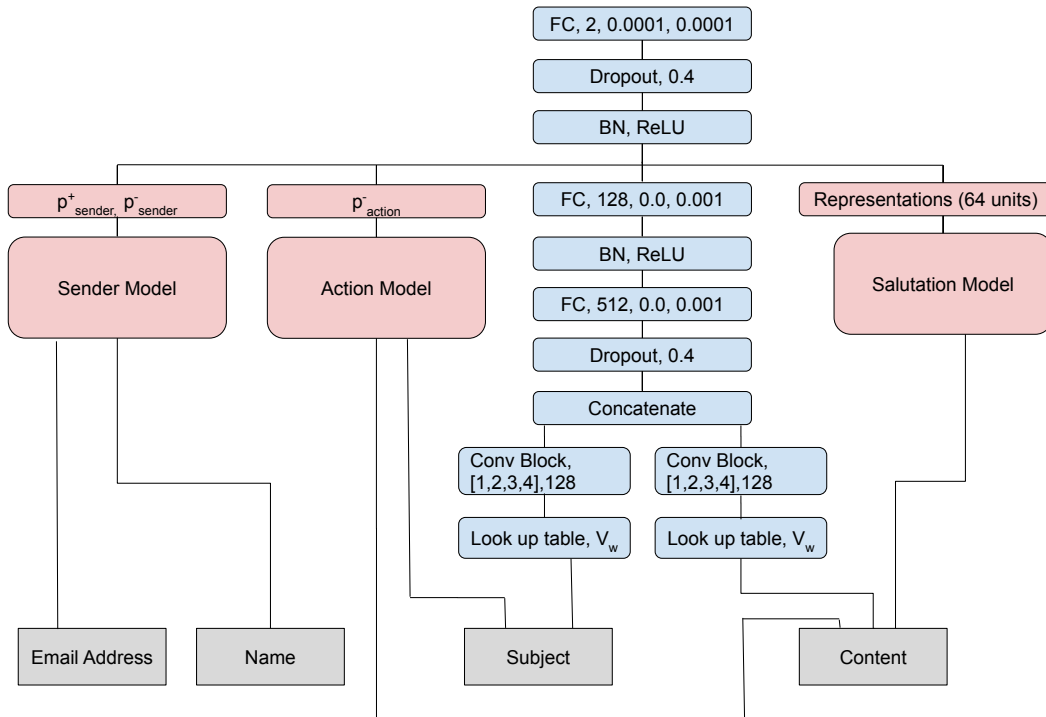 FC, 2, 0.0001, 0.0001
Dropout, 0.4
BN, ReLU
p⁺sender, p⁻sender
p⁻action
FC, 128, 0.0, 0.001
Representations (64 units)
Sender Model
Action Model
BN, ReLU
Salutation Model
FC, 512, 0.0, 0.001
Dropout, 0.4
Concatenate
Conv Block,
[1,2,3,4],128
Conv Block,
[1,2,3,4],128
Look up table, Vw
Look up table, Vw
Email Address
Name
Subject
Content